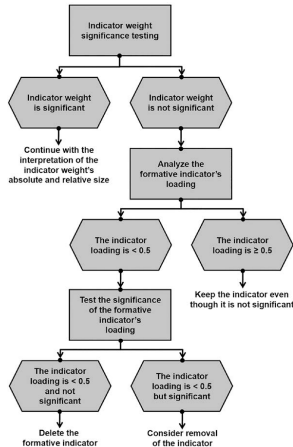 Indicator weight
significance testing
Indicator weight
is significant
Indicator weight
is not significant
Continue with the
interpretation of the
indicator weight's
absolute and relative size
Analyze the
formative indicator's
loading
The indicator
loading is < 0.5
The indicator
loading is ≥ 0.5
Test the significance
of the formative
indicator's
loading
Keep the indicator even
though it is not significant
The indicator
loading is < 0.5
and not
significant
The indicator
loading is < 0.5
but significant
Delete the
formative indicator
Consider removal
of the indicator